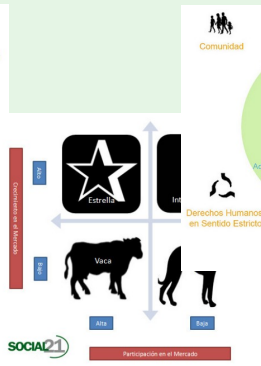 Comunidad
Derechos Humanos
en Sentido Estricto
Alto
Bajo
Crecimiento en el Mercado
Estrella
Vaca
Alta
Baja
Participación en el Mercado
SOCIAL21